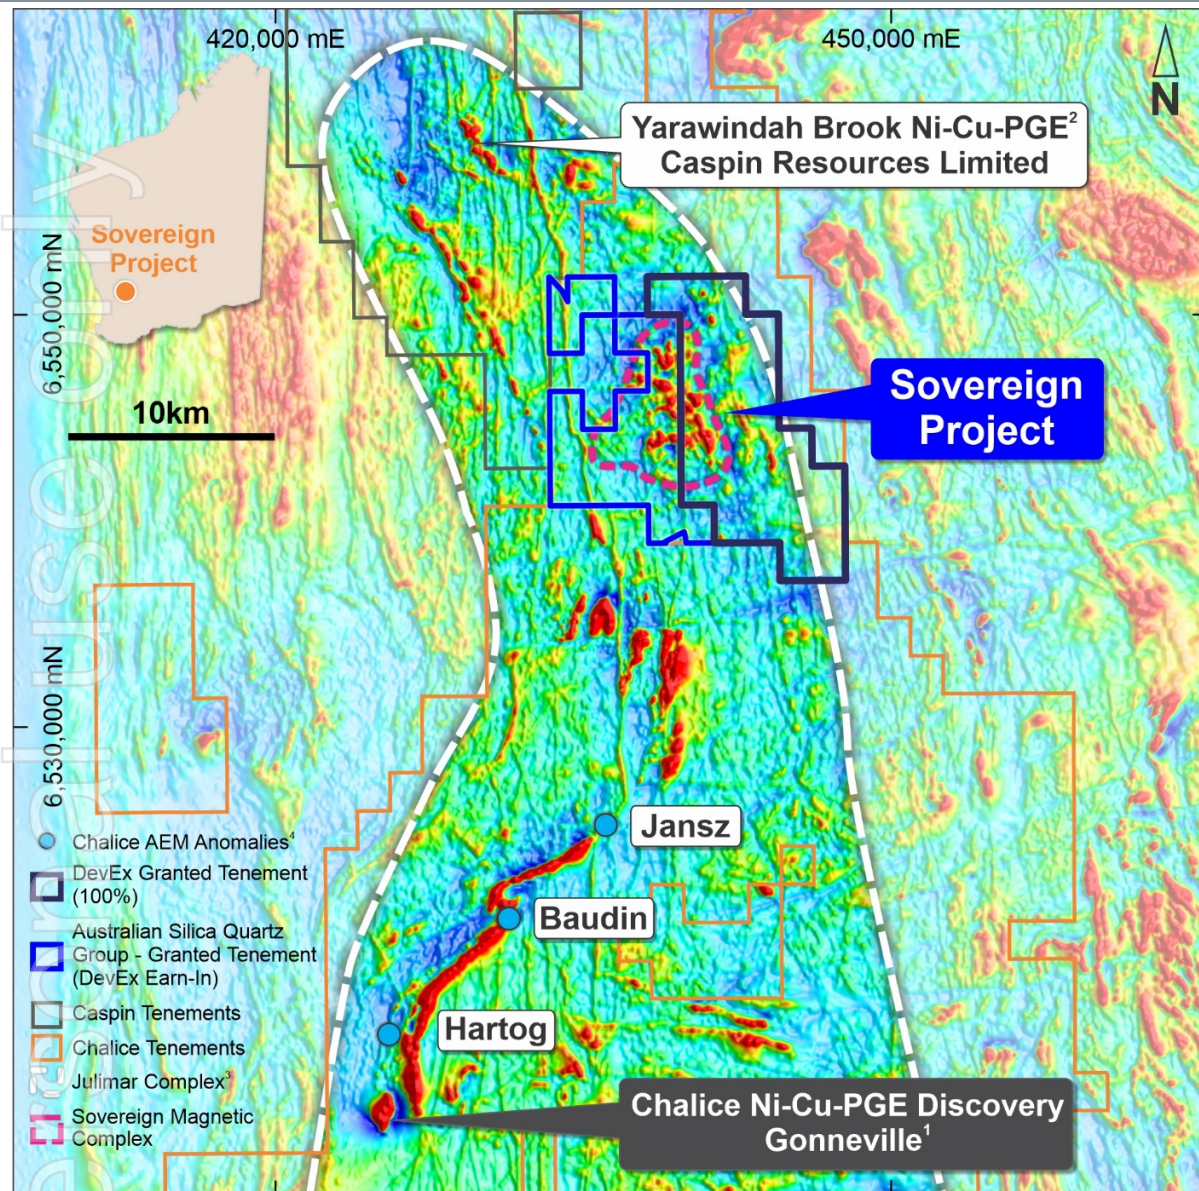 420,000 mE
450,000 mE
N
Yarawindah Brook Ni-Cu-PGE2
Caspin Resources Limited
Sovereign
Project
6,550,000 mN
10km
Sovereign
Project
6,530,000 mN
Jansz
Baudin
Hartog
Chalice Ni-Cu-PGE Discovery
Gonneville1
Chalice AEM Anomalies4
DevEx Granted Tenement
(100%)
Australian Silica Quartz
Group - Granted Tenement
(DevEx Earn-In)
Caspin Tenements
Chalice Tenements
Julimar Complex3
Sovereign Magnetic
Complex
ersonal use only